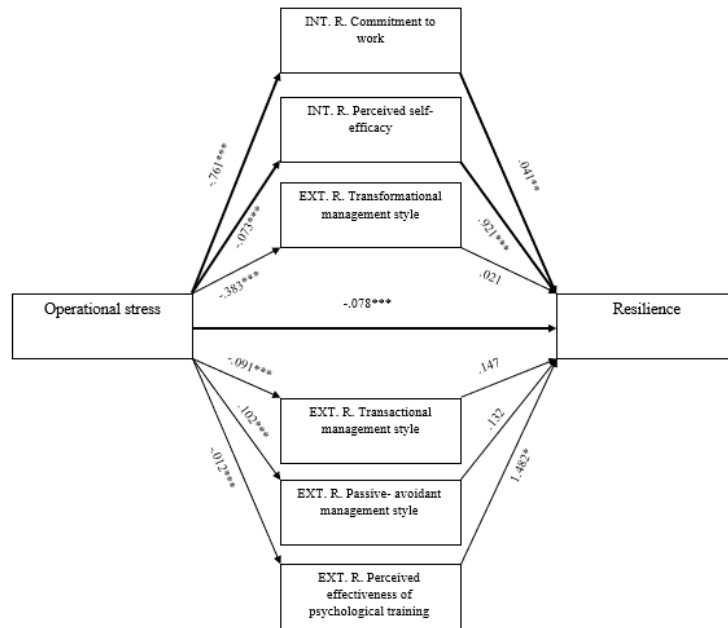 INT. R. Commitment to
work
INT. R. Perceived self-
efficacy
-.761***
.041**
EXT. R. Transformational
management style
-.073***
.921***
-.383***
.021
Operational stress
-.078***
Resilience
-.091***
.147
EXT. R. Transactional
management style
.102***
.132
-.012***
1.482*
EXT. R. Passive- avoidant
management style
EXT. R. Perceived
effectiveness of
psychological training